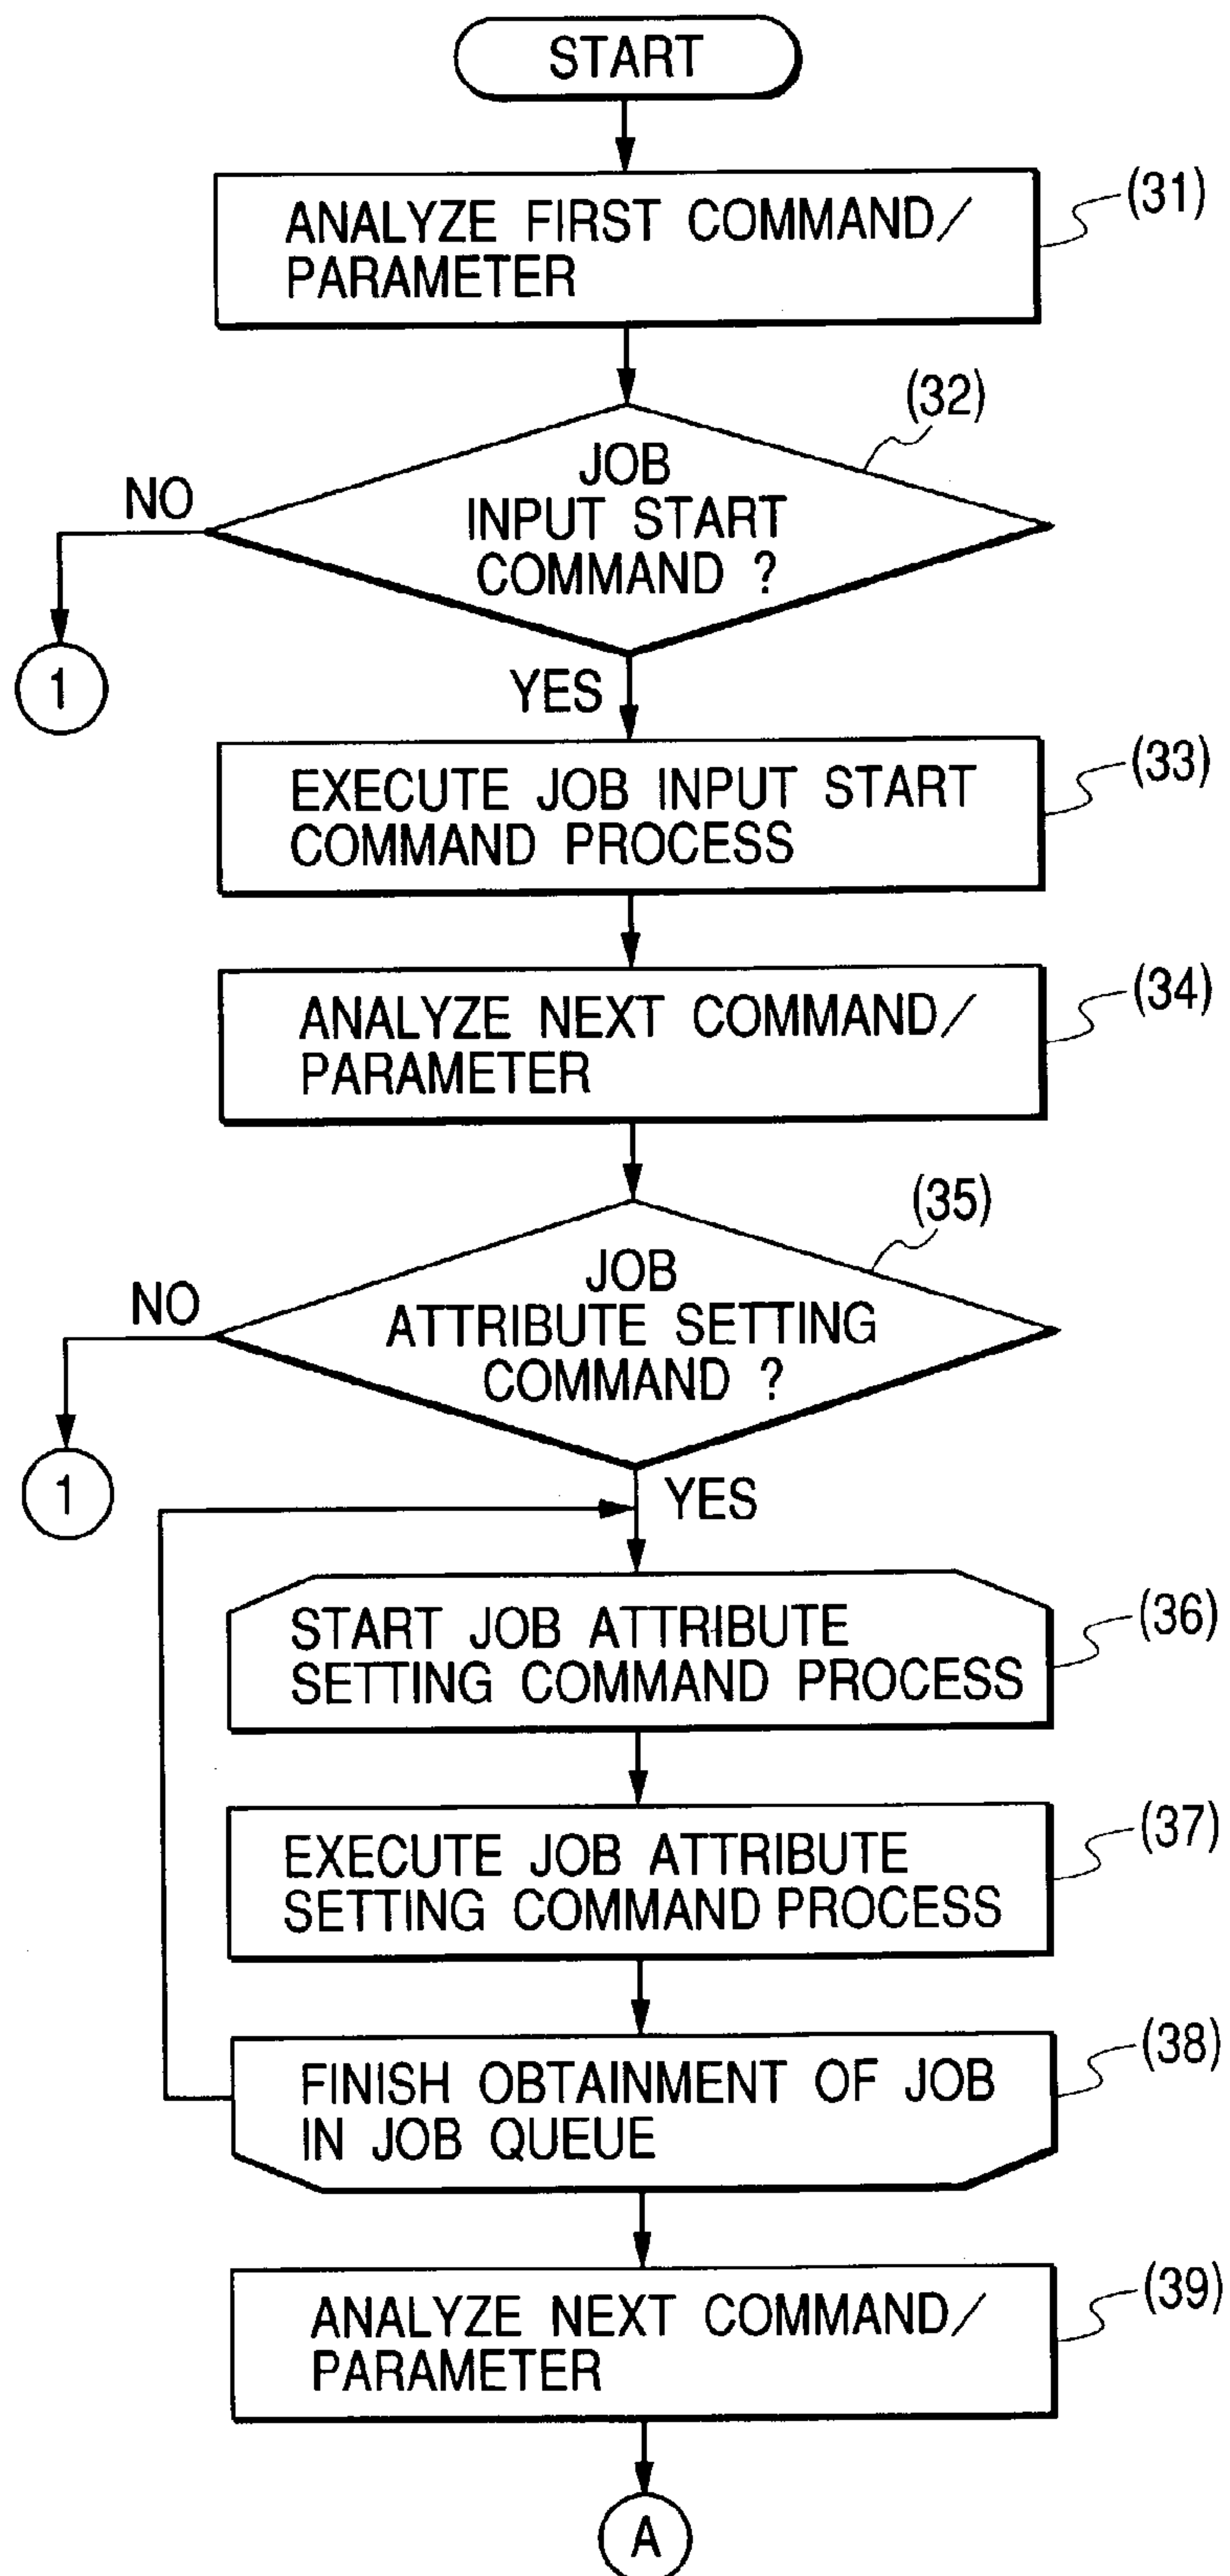 START
ANALYZE FIRST COMMAND/
PARAMETER
(31)
JOB
INPUT START
COMMAND ?
(32)
NO
1
YES
EXECUTE JOB INPUT START
COMMAND PROCESS
(33)
ANALYZE NEXT COMMAND/
PARAMETER
(34)
JOB
ATTRIBUTE SETTING
COMMAND ?
(35)
NO
1
YES
START JOB ATTRIBUTE
SETTING COMMAND PROCESS
(36)
EXECUTE JOB ATTRIBUTE
SETTING COMMAND PROCESS
(37)
FINISH OBTAINMENT OF JOB
IN JOB QUEUE
(38)
ANALYZE NEXT COMMAND/
PARAMETER
(39)
A